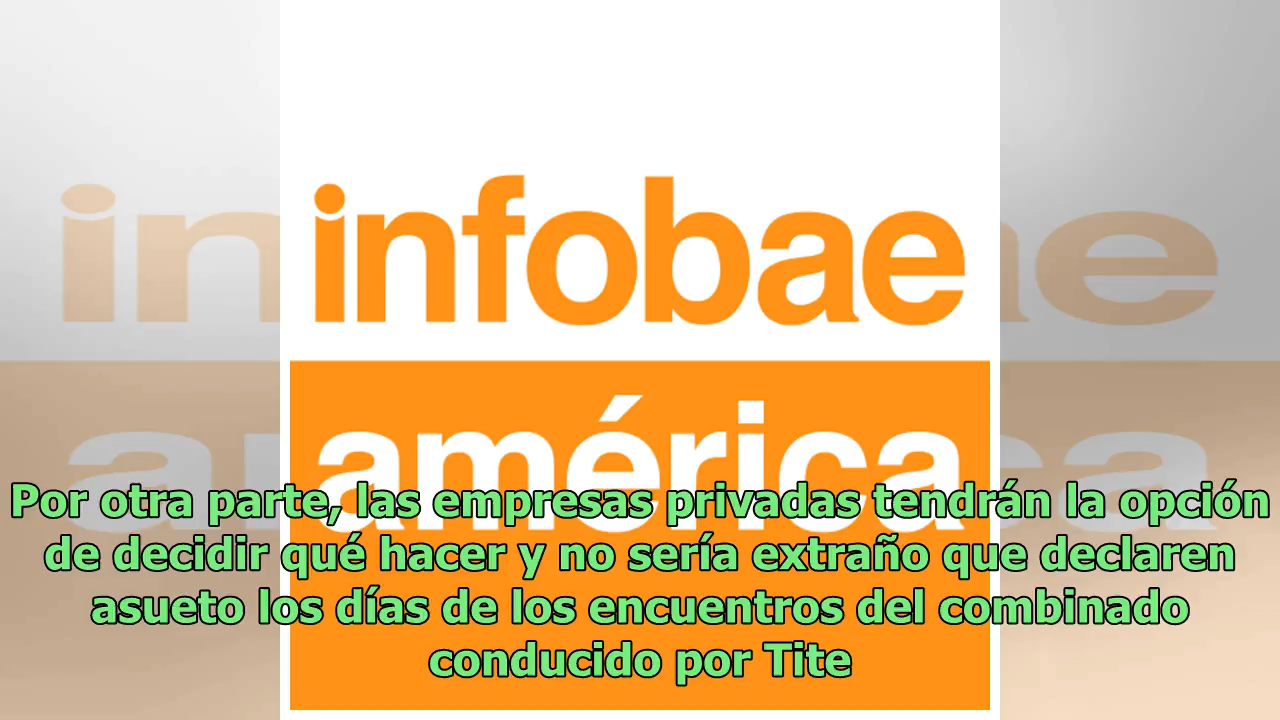 infobae
américa
Por otra parte, las empresas privadas tendrán la opción
de decidir qué hacer y no sería extraño que declaren
asueto los días de los encuentros del combinado
conducido por Tite